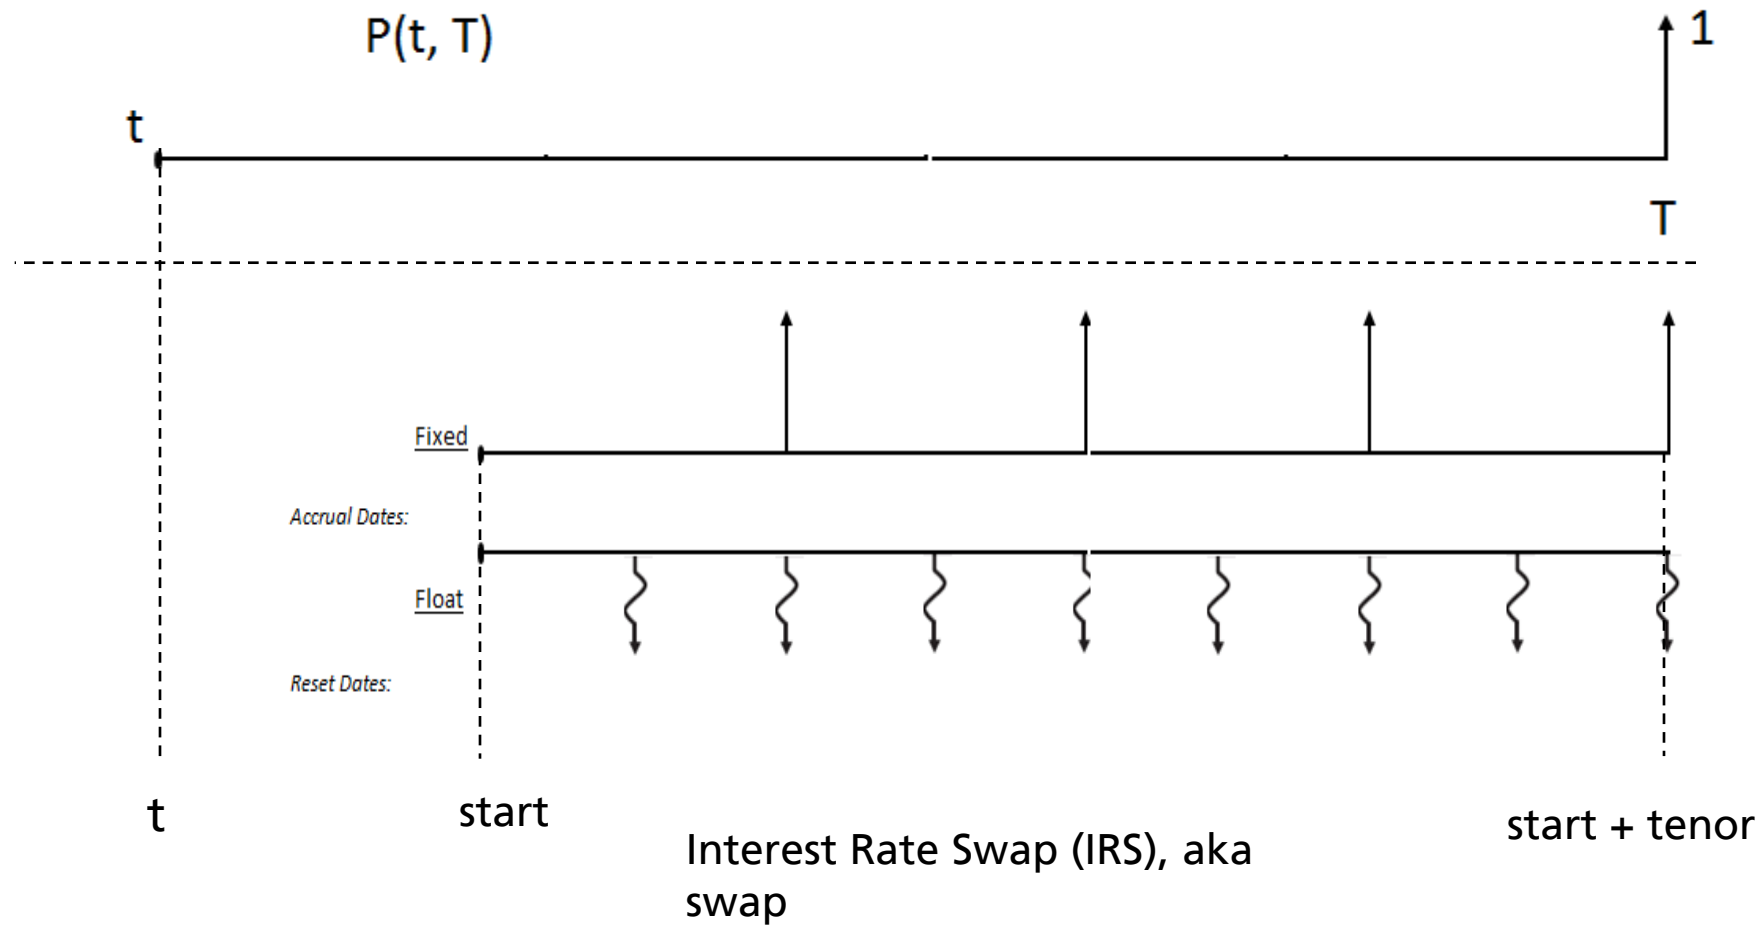 P(t, T)
1
t
T
Fixed
Accrual Dates:
Float
Reset Dates:
t
start
start + tenor
Interest Rate Swap (IRS), aka
swap